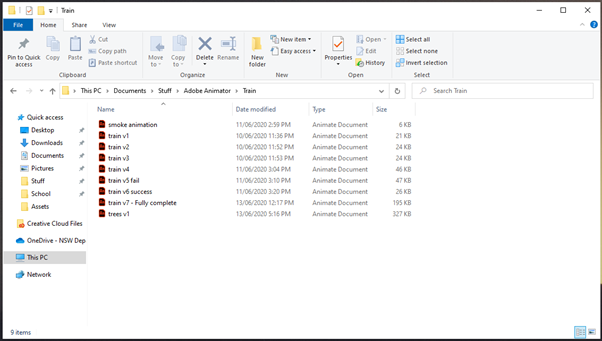 Train
File Home Share View
Pin to Quick access
Copy
Paste
Cut
Copy path
Paste shortcut
Clipboard
Move to
Copy to
Delete
Rename
Organize
New folder
New item
Easy access
New
Properties
Open
Edit
History
Open
Select all
Select none
Invert selection
Select
This PC > Documents > Stuff > Adobe Animator > Train
Search Train
Name Date modified Type Size
smoke animation 11/06/2020 2:59 PM Animate Document 6 KB
train v1 10/06/2020 11:36 PM Animate Document 21 KB
train v2 10/06/2020 11:52 PM Animate Document 24 KB
train v3 10/06/2020 11:53 PM Animate Document 24 KB
train v4 11/06/2020 3:04 PM Animate Document 46 KB
train v5 fail 11/06/2020 3:10 PM Animate Document 47 KB
train v6 success 11/06/2020 3:20 PM Animate Document 26 KB
train v7 - Fully complete 13/06/2020 12:17 PM Animate Document 195 KB
trees v1 13/06/2020 5:16 PM Animate Document 327 KB
Quick access
Desktop
Downloads
Documents
Pictures
Stuff
School
Assets
Creative Cloud Files
OneDrive - NSW Dep
This PC
Network
9 items